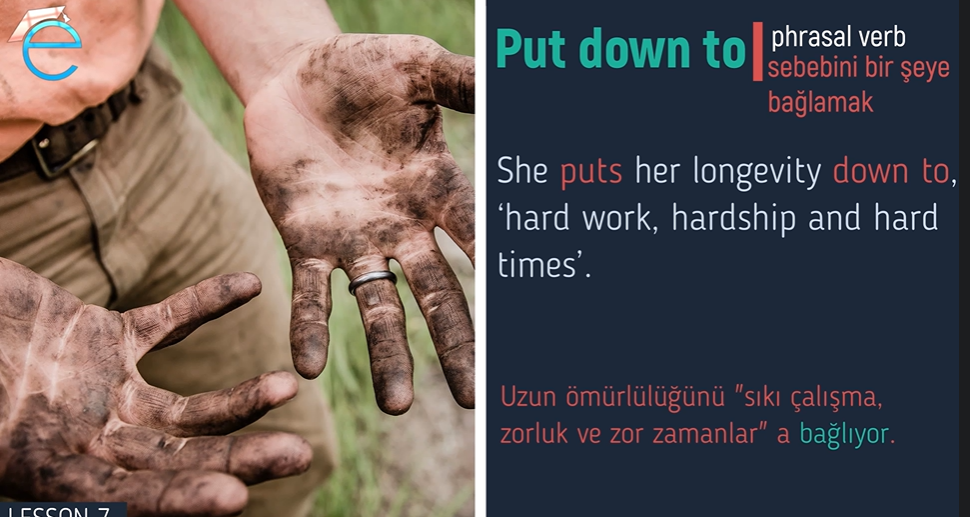 e
Put down to
phrasal verb
sebebini bir şeye
bağlamak
She puts her longevity down to,
‘hard work, hardship and hard
times’.
Uzun ömürlülüğünü "sıkı çalışma,
zorluk ve zor zamanlar" a bağlıyor.
LESSON 7